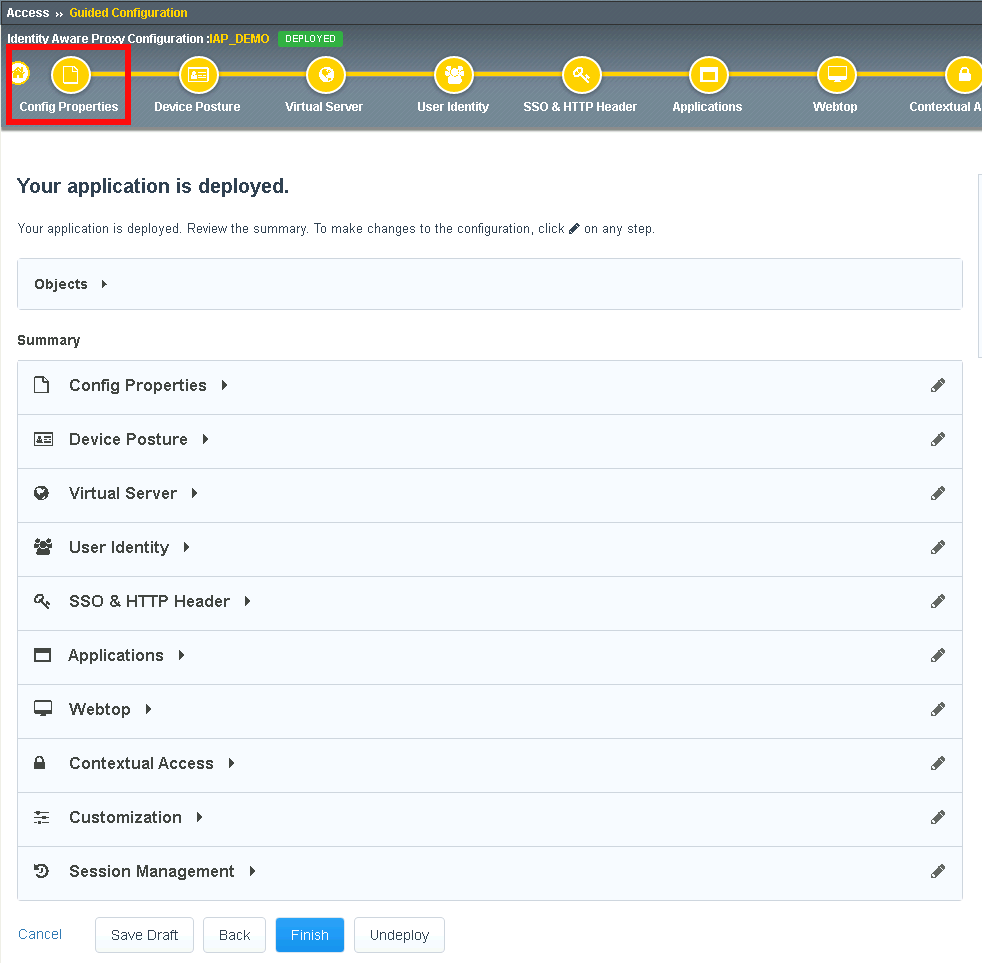 Access ›› Guided Configuration
Identity Aware Proxy Configuration :IAP_DEMO DEPLOYED
Config Properties Device Posture Virtual Server User Identity SSO & HTTP Header Applications Webtop Contextual A
Your application is deployed.
Your application is deployed. Review the summary. To make changes to the configuration, click on any step.
Objects
Summary
Config Properties
Device Posture
Virtual Server
User Identity
SSO & HTTP Header
Applications
Webtop
Contextual Access
Customization
Session Management
Cancel Save Draft Back Finish Undeploy